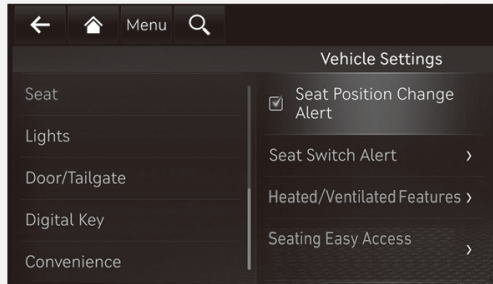 Menu
Vehicle Settings
Seat
Lights
Door/Tailgate
Digital Key
Convenience
Seat Position Change
Alert
Seat Switch Alert
Heated/Ventilated Features
Seating Easy Access